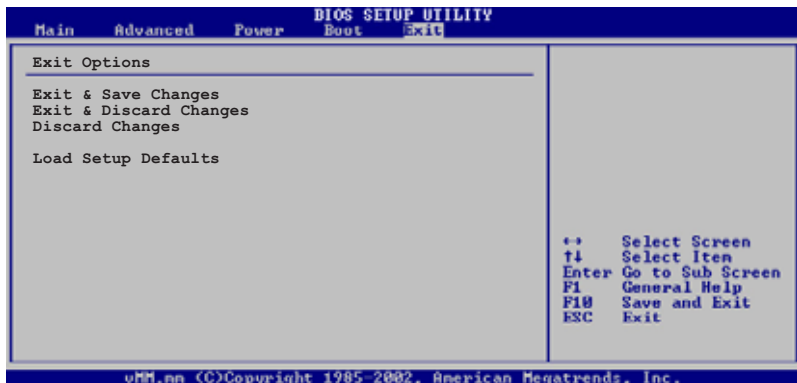 BIOS SETUP UTILITY
Main Advanced Power Boot Exit
Exit Options
Exit & Save Changes
Exit & Discard Changes
Discard Changes
Load Setup Defaults
↔ Select Screen
↑↓ Select Item
Enter Go to Sub Screen
F1 General Help
F10 Save and Exit
ESC Exit
vMM.nn (C)Copyright 1985-2002, American Megatrends, Inc.